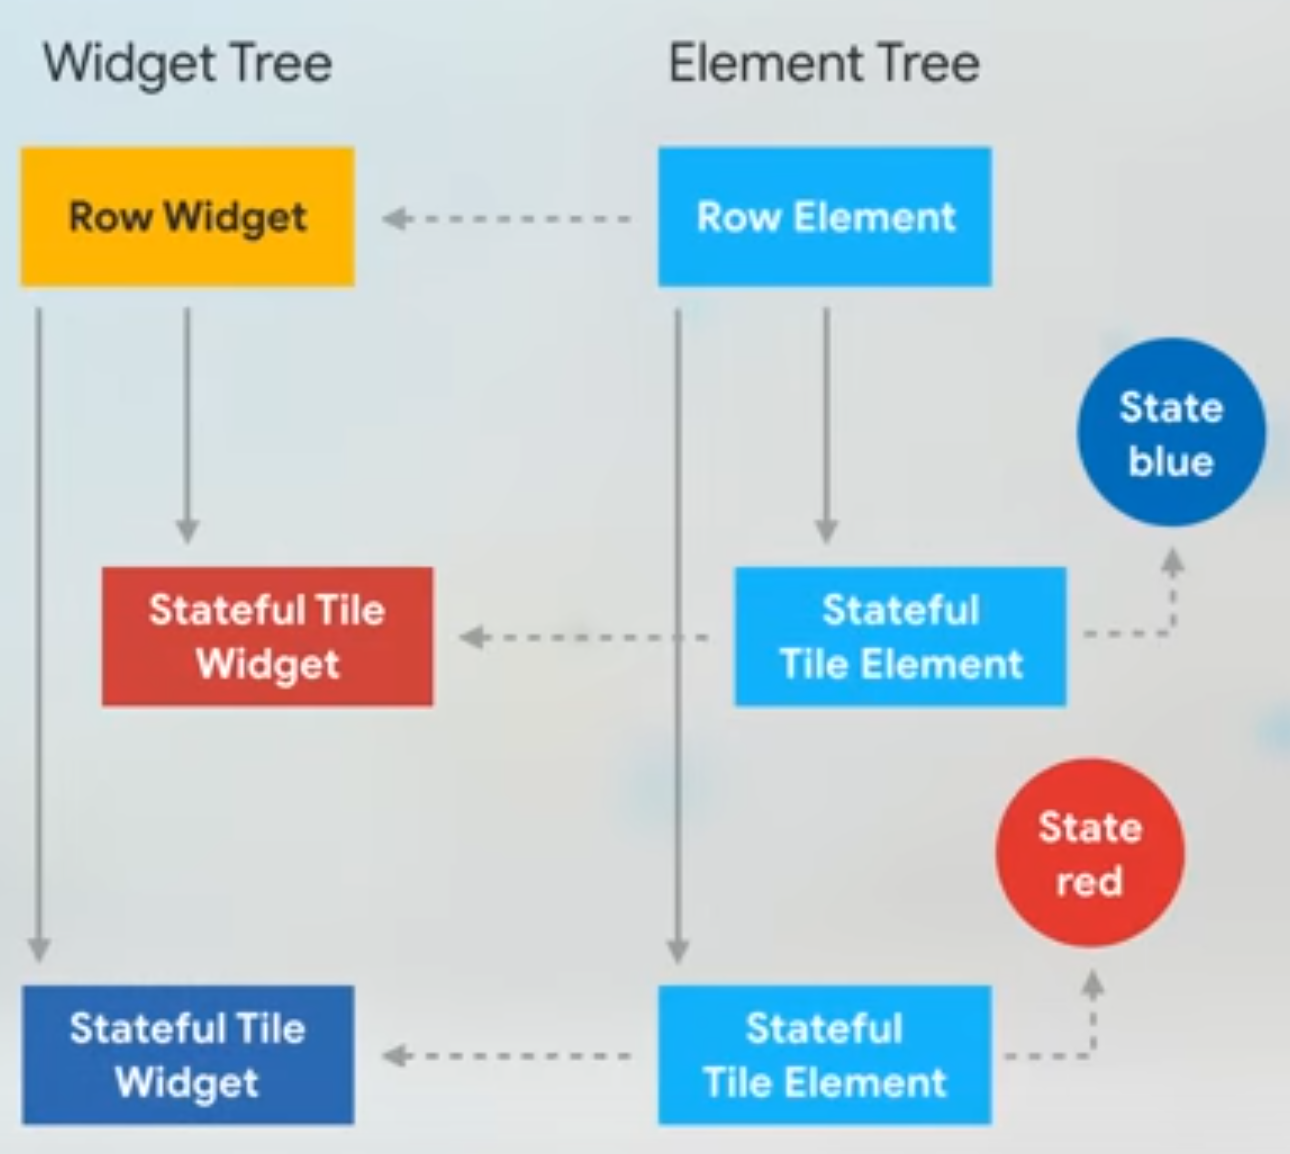 Widget Tree
Element Tree
Row Widget
Row Element
State
blue
Stateful Tile
Widget
Stateful
Tile Element
State
red
Stateful Tile
Widget
Stateful
Tile Element